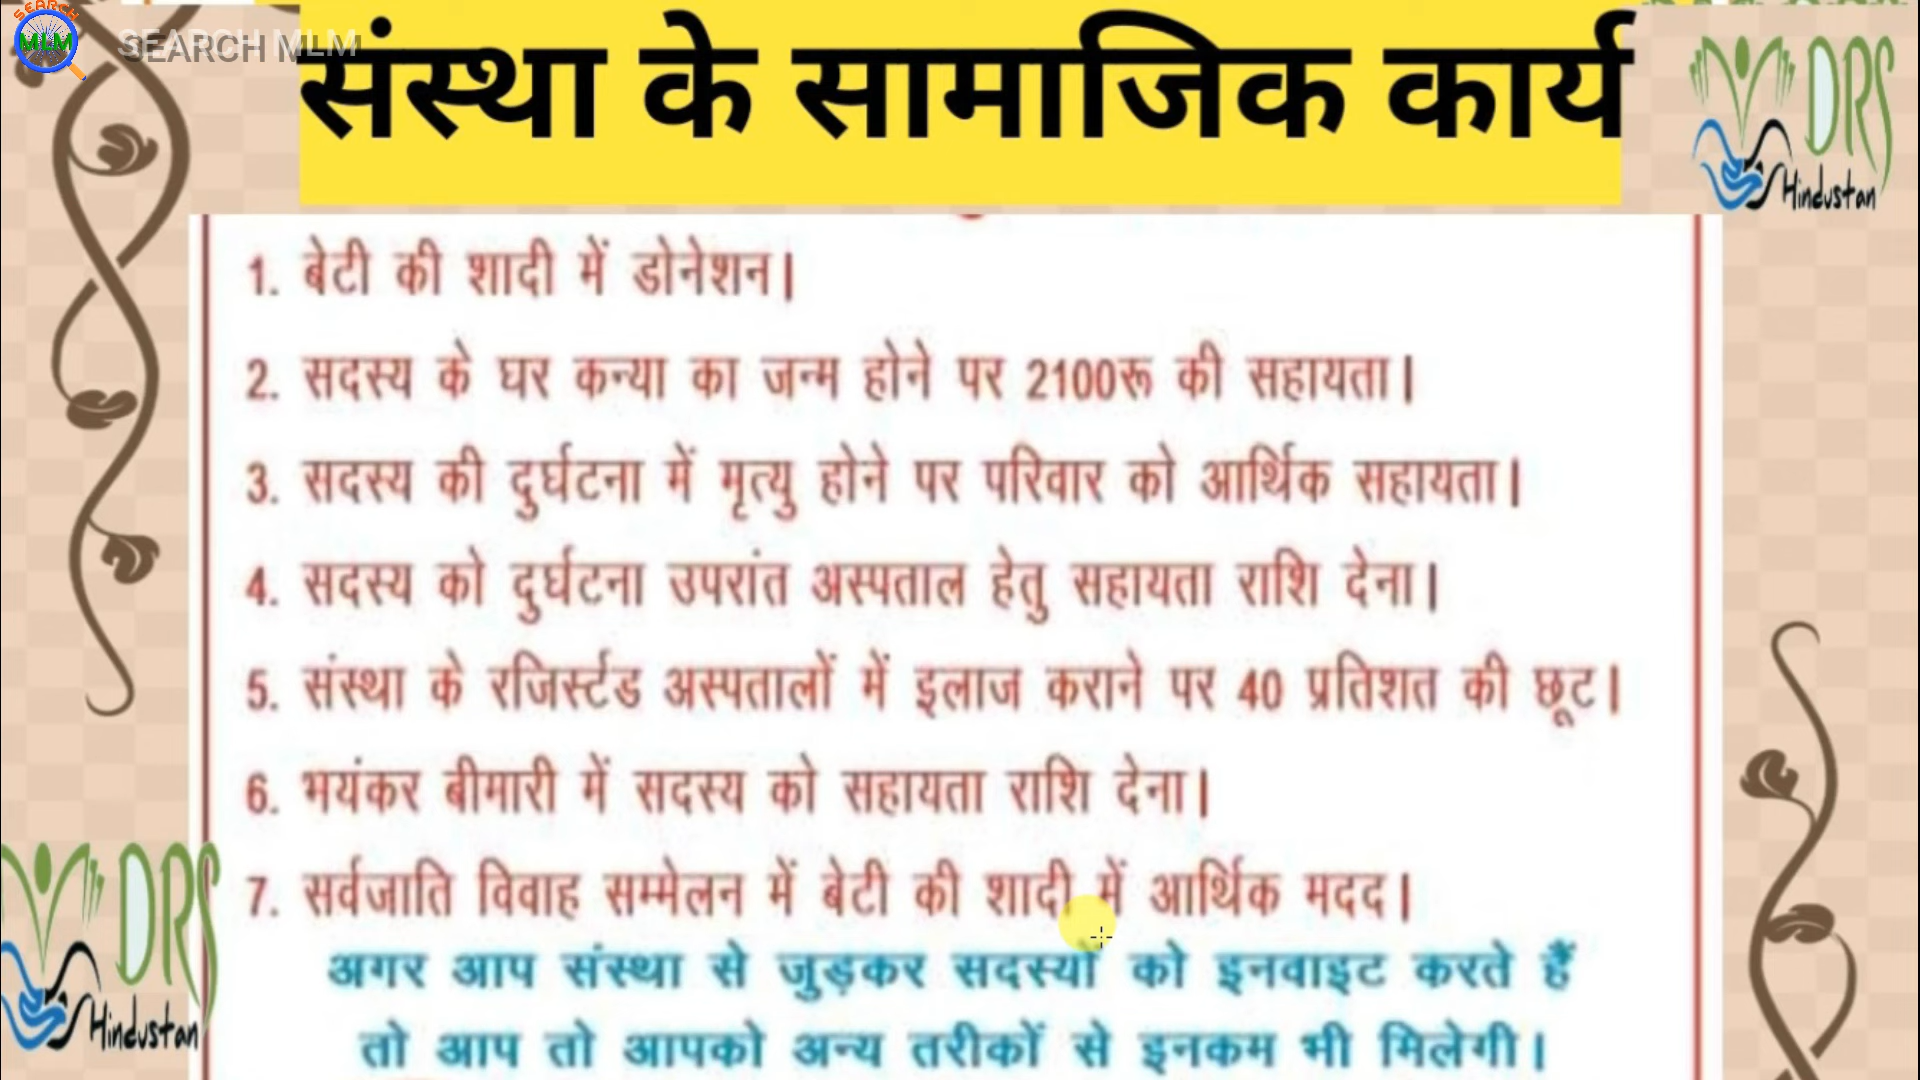 SEARCH
MLM
SEARCH MLM
संस्था के सामाजिक कार्य
DRS
Hindustan
1. बेटी की शादी में डोनेशन।
2. सदस्य के घर कन्या का जन्म होने पर 2100रू की सहायता।
3. सदस्य की दुर्घटना में मृत्यु होने पर परिवार को आर्थिक सहायता।
4. सदस्य को दुर्घटना उपरांत अस्पताल हेतु सहायता राशि देना।
5. संस्था के रजिर्स्टड अस्पतालों में इलाज कराने पर 40 प्रतिशत की छूट।
6. भयंकर बीमारी में सदस्य को सहायता राशि देना।
7. सर्वजाति विवाह सम्मेलन में बेटी की शादी में आर्थिक मदद।
अगर आप संस्था से जुड़कर सदस्यों को इनवाइट करते हैं
तो आप तो आपको अन्य तरीकों से इनकम भी मिलेगी।
DRS
Hindustan